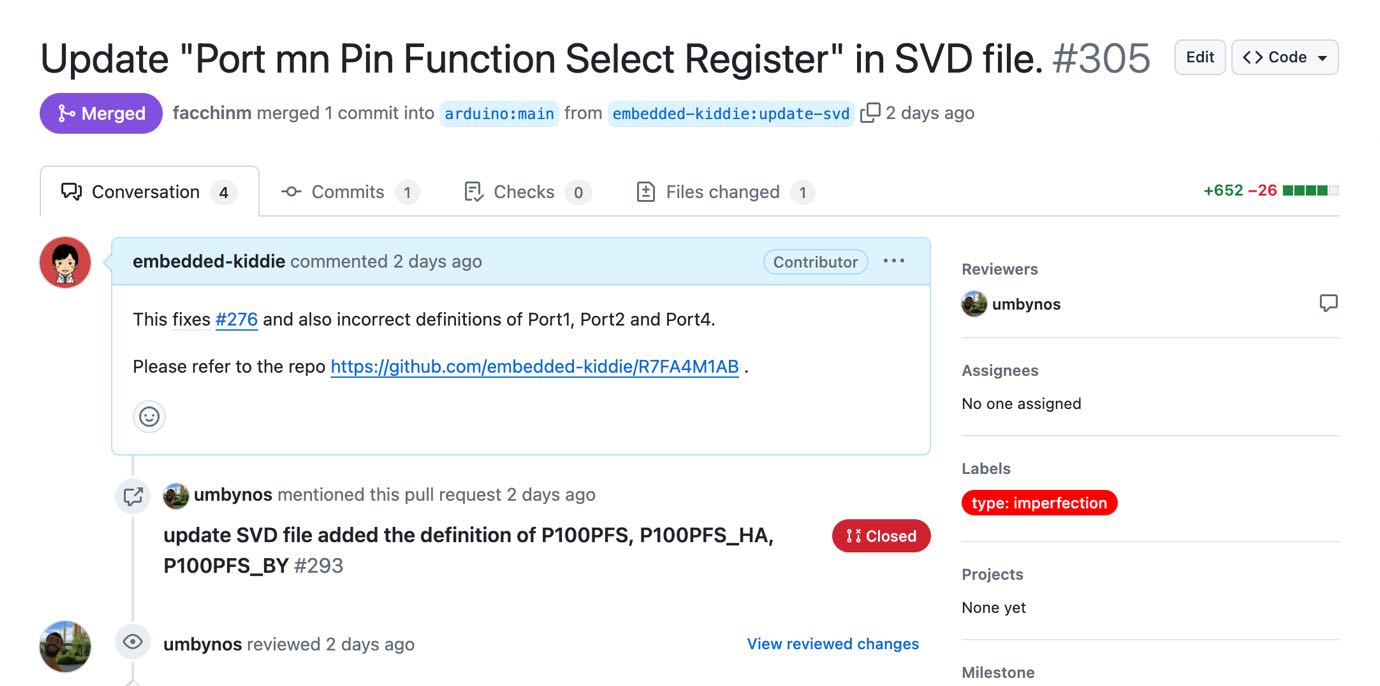 Update "Port mn Pin Function Select Register" in SVD file. #305
Edit
Code
Merged
facchinm merged 1 commit into arduino:main from embedded-kiddie:update-svd 2 days ago
Conversation 4
Commits 1
Checks 0
Files changed 1
+652 −26
embedded-kiddie commented 2 days ago
Contributor
This fixes #276 and also incorrect definitions of Port1, Port2 and Port4.
Please refer to the repo https://github.com/embedded-kiddie/R7FA4M1AB .
umbynos mentioned this pull request 2 days ago
update SVD file added the definition of P100PFS, P100PFS_HA,
P100PFS_BY #293
Closed
umbynos reviewed 2 days ago
View reviewed changes
Reviewers
umbynos
Assignees
No one assigned
Labels
type: imperfection
Projects
None yet
Milestone